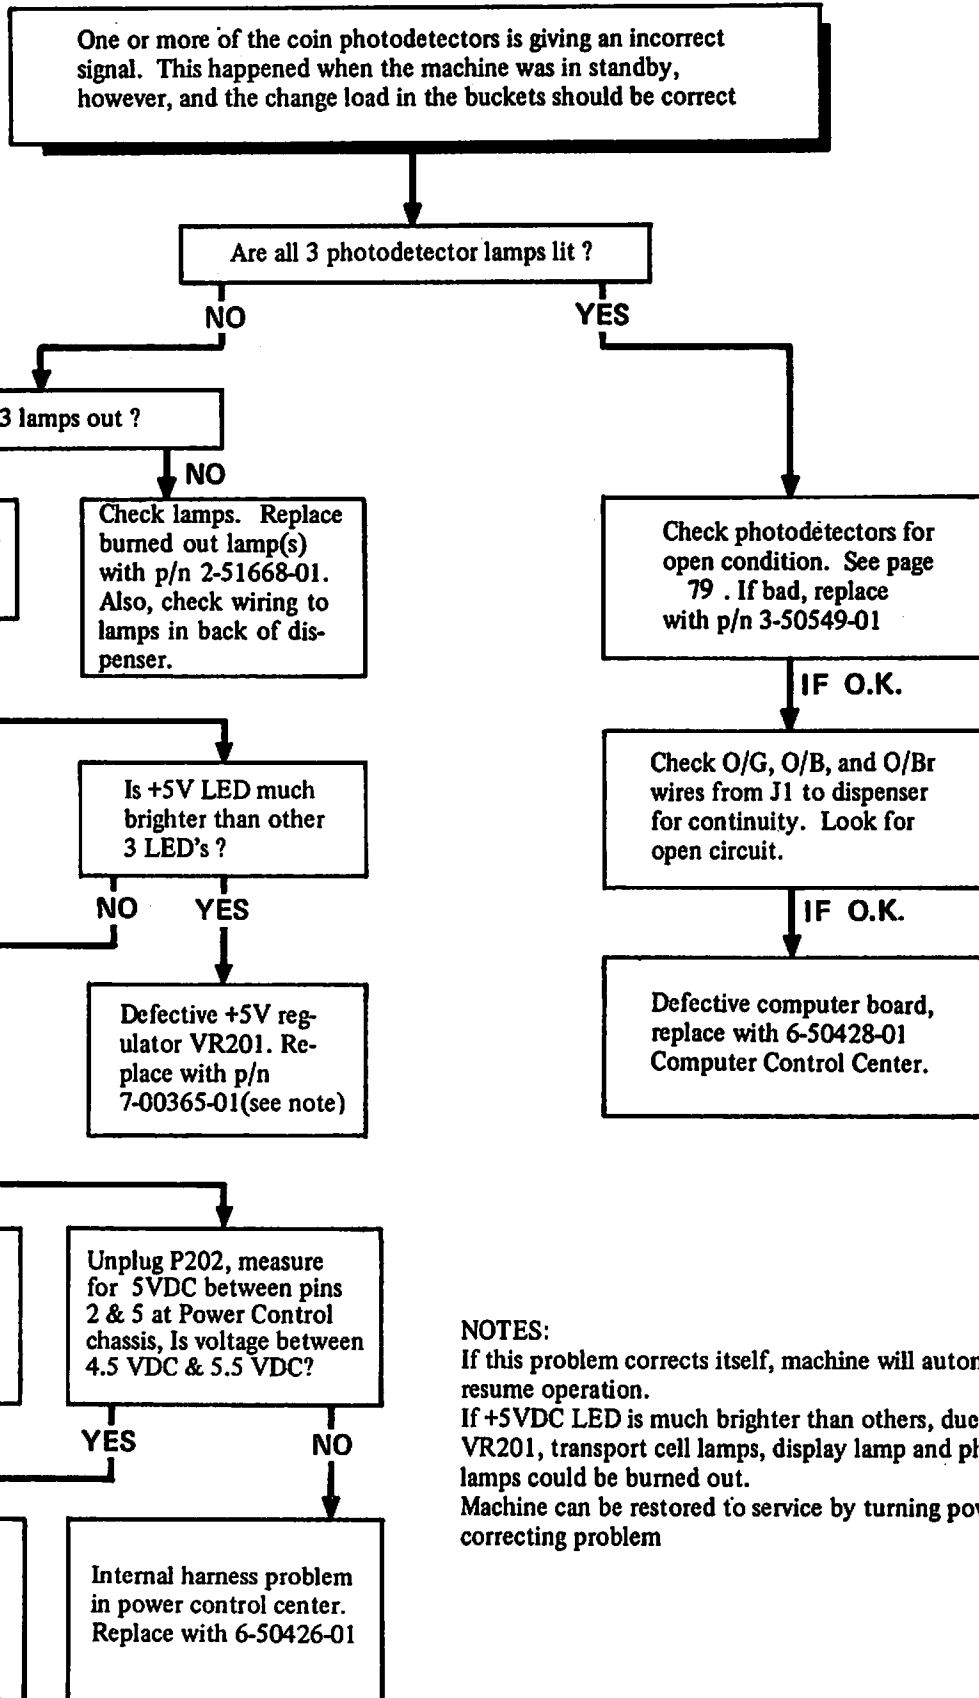 One or more of the coin photodetectors is giving an incorrect
signal. This happened when the machine was in standby,
however, and the change load in the buckets should be correct
Are all 3 photodetector lamps lit ?
NO
YES
3 lamps out ?
NO
Check lamps. Replace
burned out lamp(s)
with p/n 2-51668-01.
Also, check wiring to
lamps in back of dis-
penser.
Check photodetectors for
open condition. See page
79 . If bad, replace
with p/n 3-50549-01
IF O.K.
Is +5V LED much
brighter than other
3 LED's ?
Check O/G, O/B, and O/Br
wires from J1 to dispenser
for continuity. Look for
open circuit.
NO
YES
IF O.K.
Defective +5V reg-
ulator VR201. Re-
place with p/n
7-00365-01(see note)
Defective computer board,
replace with 6-50428-01
Computer Control Center.
Unplug P202, measure
for 5VDC between pins
2 & 5 at Power Control
chassis, Is voltage between
4.5 VDC & 5.5 VDC?
YES
NO
Internal harness problem
in power control center.
Replace with 6-50426-01
NOTES:
If this problem corrects itself, machine will autom
resume operation.
If +5VDC LED is much brighter than others, due
VR201, transport cell lamps, display lamp and ph
lamps could be burned out.
Machine can be restored to service by turning pow
correcting problem